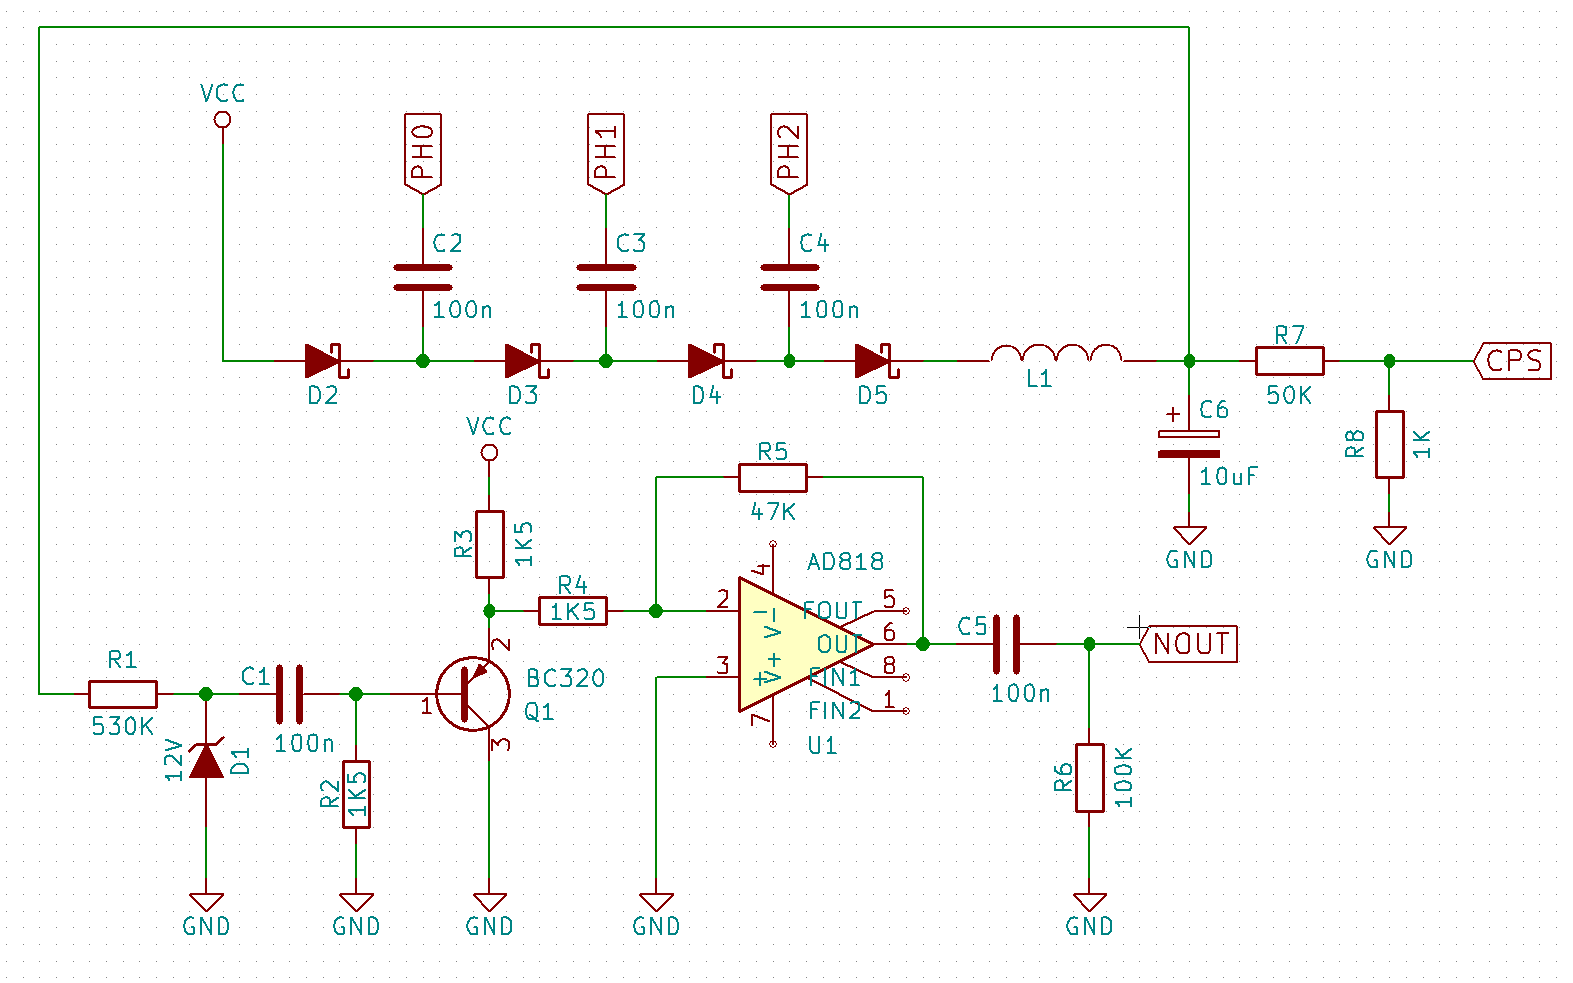 VCC
PH0
PH1
PH2
C2
100n
C3
100n
C4
100n
D2
D3
D4
D5
L1
R7
50K
CPS
C6
+
10uF
GND
R8
1K
GND
VCC
R3
1K5
R4
1K5
R5
47K
AD818
4
2
3
7
V-
V+
-
+
FOUT
5
OUT
6
FIN1
8
FIN2
1
U1
C5
100n
NOUT
R6
100K
GND
R1
530K
12V
D1
GND
C1
100n
R2
1K5
GND
1
2
3
BC320
Q1
GND
GND